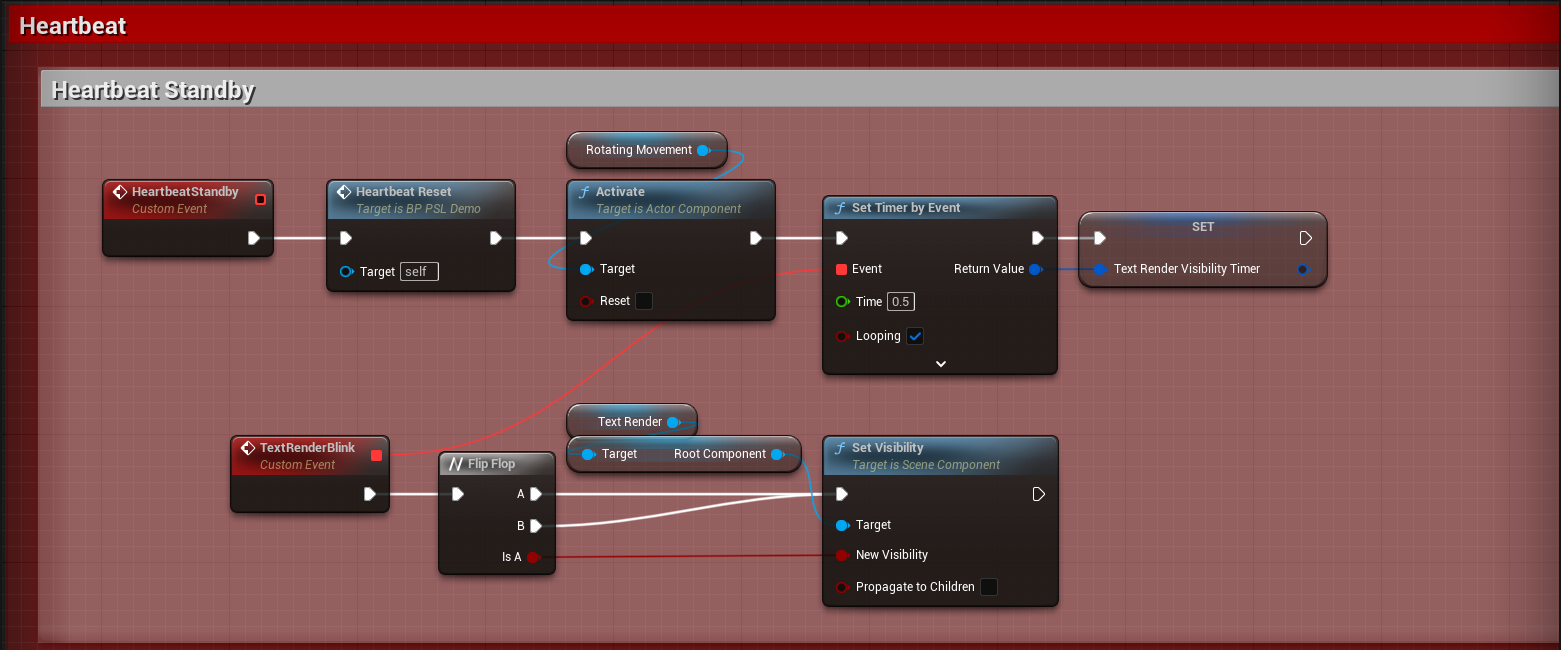 Heartbeat
Heartbeat Standby
Rotating Movement
HeartbeatStandby
Custom Event
Heartbeat Reset
Target is BP PSL Demo
Target self
Activate
Target is Actor Component
Target
Reset
Set Timer by Event
Event Return Value
Time 0.5
Looping
SET
Text Render Visibility Timer
TextRenderBlink
Custom Event
Flip Flop
A
B
Is A
Text Render
Target Root Component
Set Visibility
Target is Scene Component
Target
New Visibility
Propagate to Children